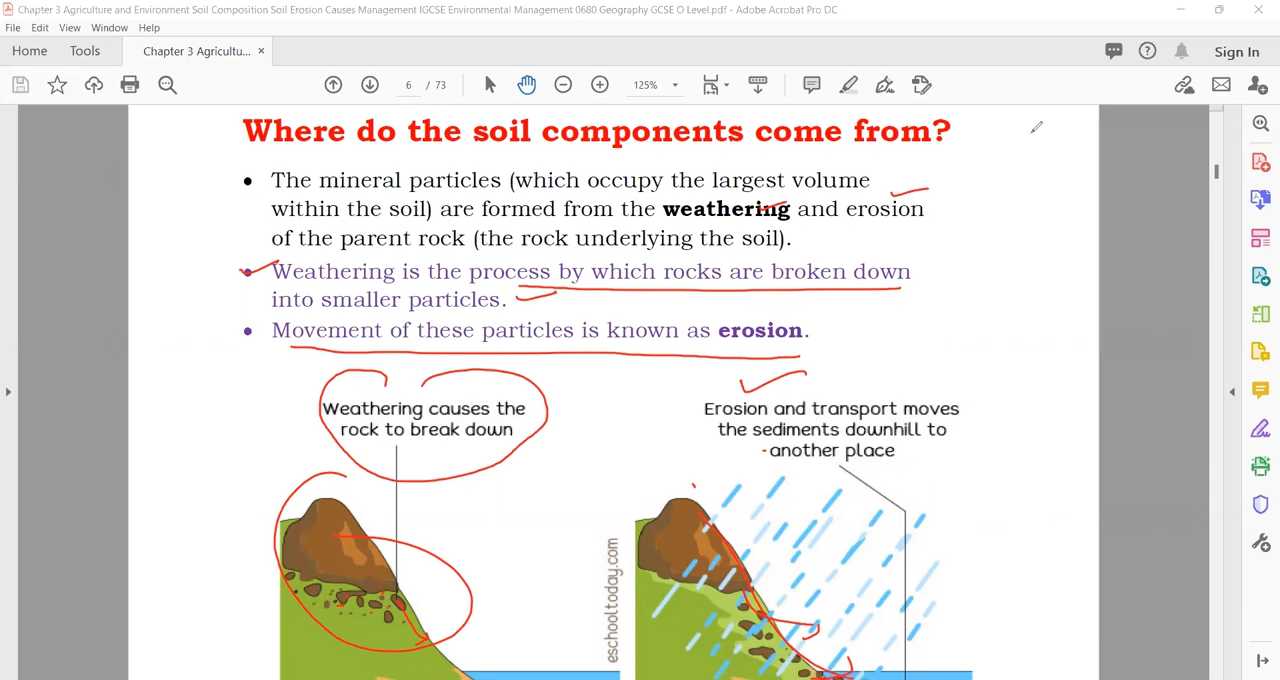 Chapter 3 Agriculture and Environment Soil Composition Soil Erosion Causes Management IGCSE Environmental Management 0680 Geography GCSE O Level.pdf - Adobe Acrobat Pro DC
File Edit View Window Help
Home Tools Chapter 3 Agricultu... × Sign In
6 / 73 125%
Where do the soil components come from?
• The mineral particles (which occupy the largest volume
within the soil) are formed from the weathering and erosion
of the parent rock (the rock underlying the soil).
• Weathering is the process by which rocks are broken down
into smaller particles.
• Movement of these particles is known as erosion.
Weathering causes the
rock to break down
Erosion and transport moves
the sediments downhill to
another place
eschooltoday.com